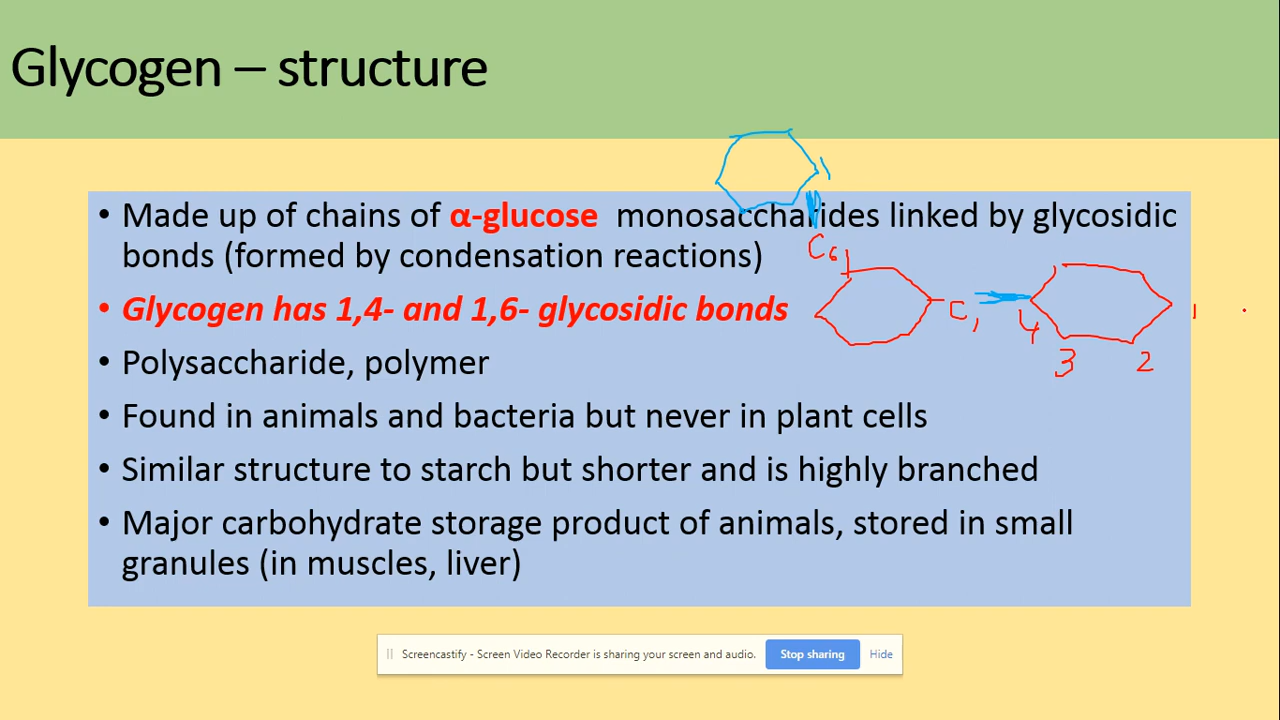 Glycogen – structure
• Made up of chains of α-glucose monosaccharides linked by glycosidic
bonds (formed by condensation reactions)
• Glycogen has 1,4- and 1,6- glycosidic bonds
• Polysaccharide, polymer
• Found in animals and bacteria but never in plant cells
• Similar structure to starch but shorter and is highly branched
• Major carbohydrate storage product of animals, stored in small
granules (in muscles, liver)
1
C6
C1
4
1
3
2
Screencastify - Screen Video Recorder is sharing your screen and audio.
Stop sharing
Hide